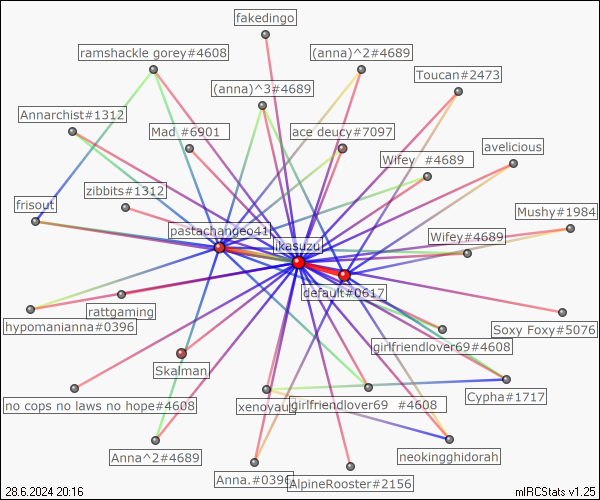 fakedingo
ramshackle gorey#4608
(anna)^2#4689
Toucan#2473
(anna)^3#4689
Annarchist#1312
Mad #6901
ace deucy#7097
avelicious
Wifey #4689
zibbits#1312
frisout
Mushy#1984
pastachangeo41
Wifey#4689
ikasuzu
default#0617
rattgaming
hypomanianna#0396
Soxy Foxy#5076
girlfriendlover69#4608
Skalman
Cypha#1717
no cops no laws no hope#4608
girlfriendlover69 #4608
neokingghidorah
Anna^2#4689
Anna.#0396
AlpineRooster#2156
28.6.2024 20:16
mIRCStats v1.25